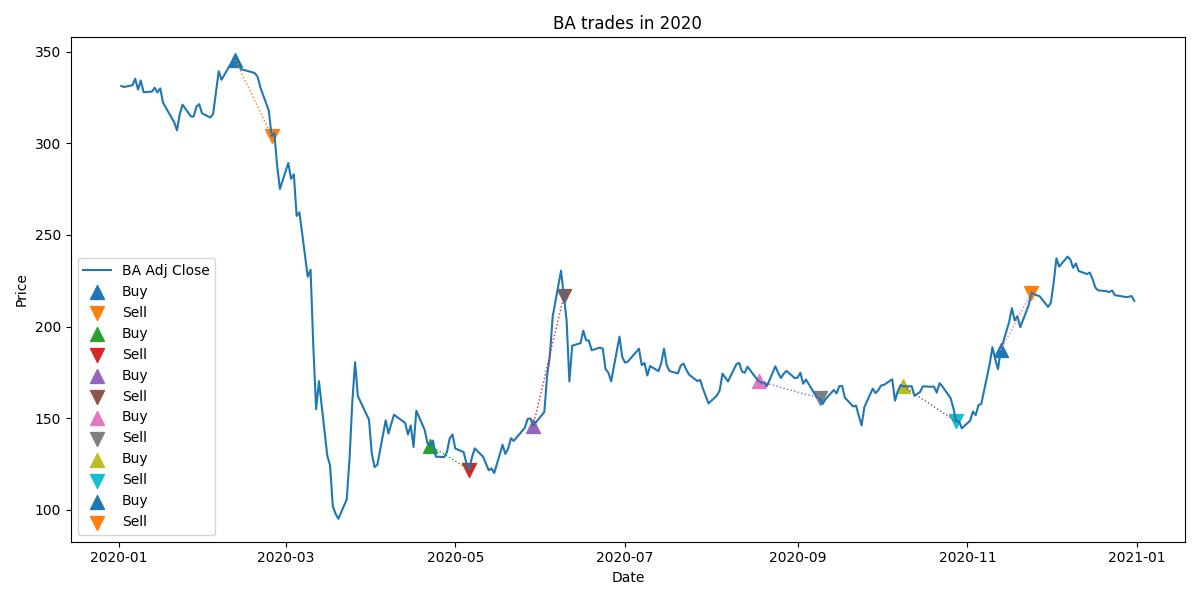 BA trades in 2020
350
300
250
200
150
100
Price
BA Adj Close
Buy
Sell
Buy
Sell
Buy
Sell
Buy
Sell
Buy
Sell
Buy
Sell
2020-01
2020-03
2020-05
2020-07
2020-09
2020-11
2021-01
Date